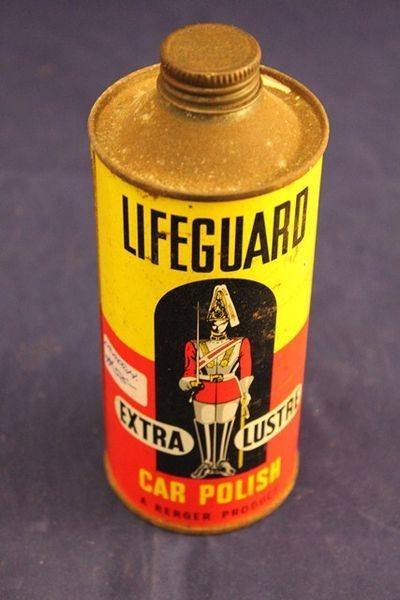 LIFEGUARD
EXTRA LUSTRE
CAR POLISH
A BERGER PRODUCT